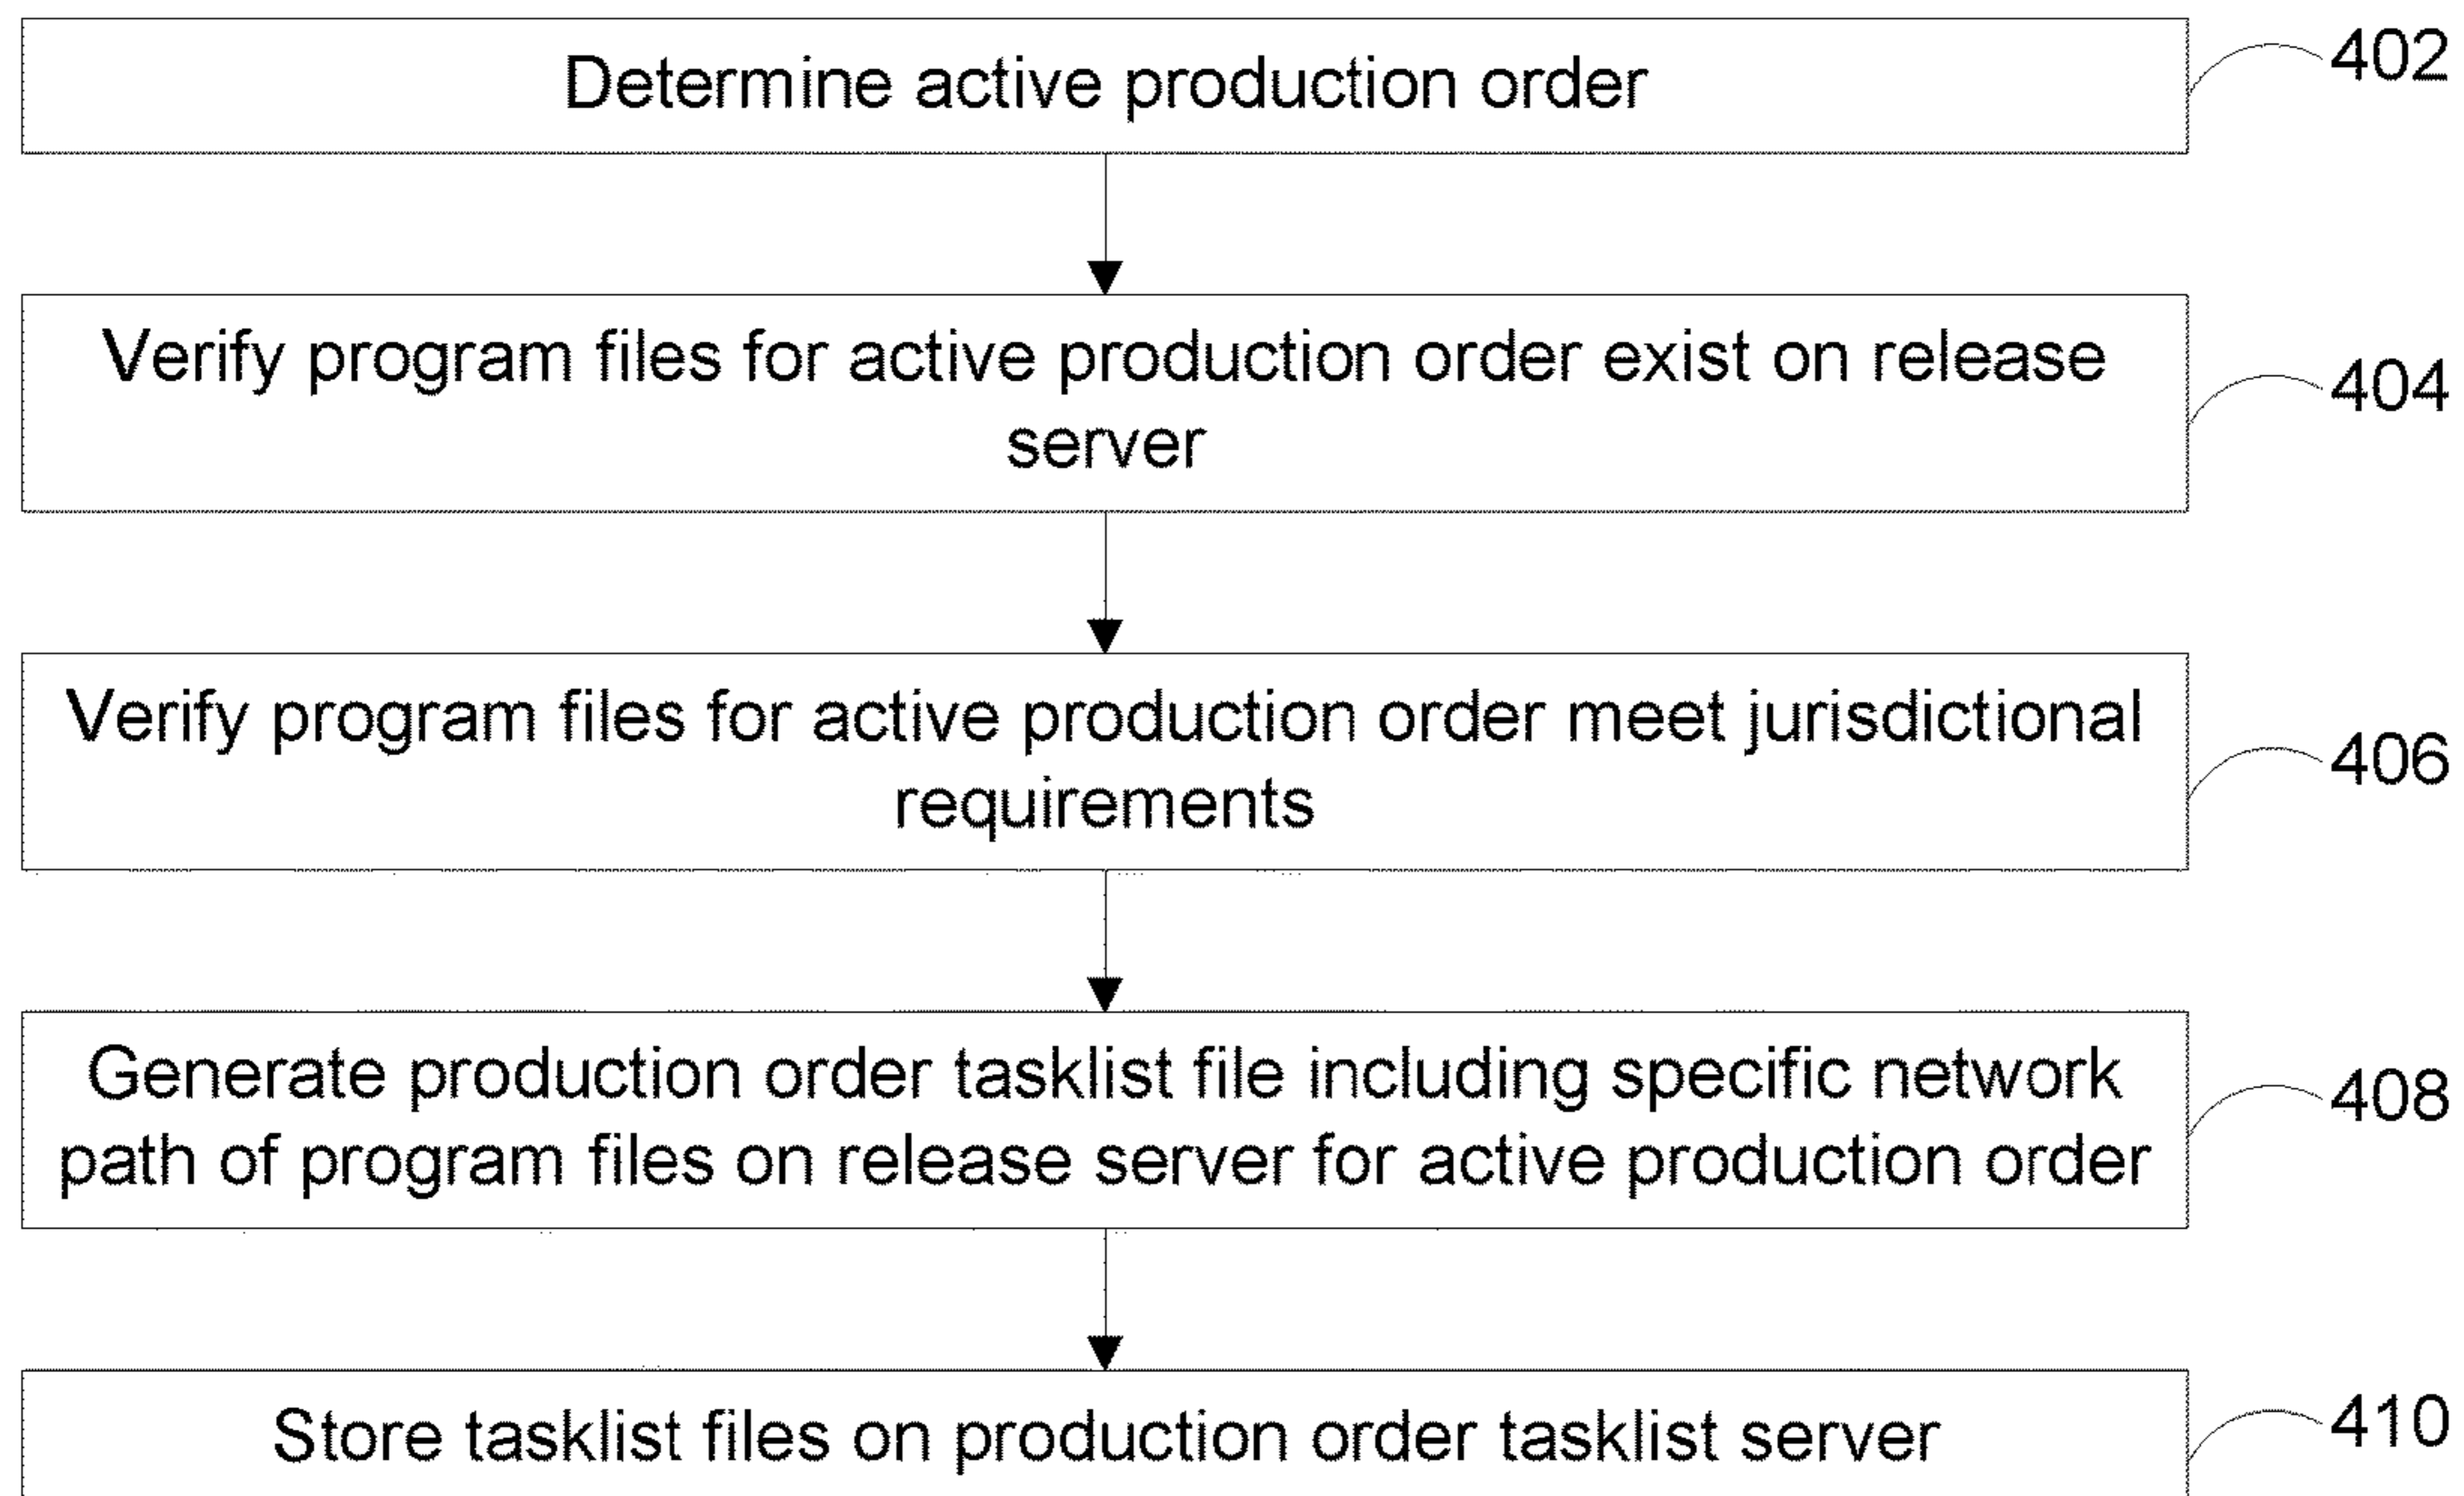 Determine active production order
402
Verify program files for active production order exist on release
server
404
Verify program files for active production order meet jurisdictional
requirements
406
Generate production order tasklist file including specific network
path of program files on release server for active production order
408
Store tasklist files on production order tasklist server
410